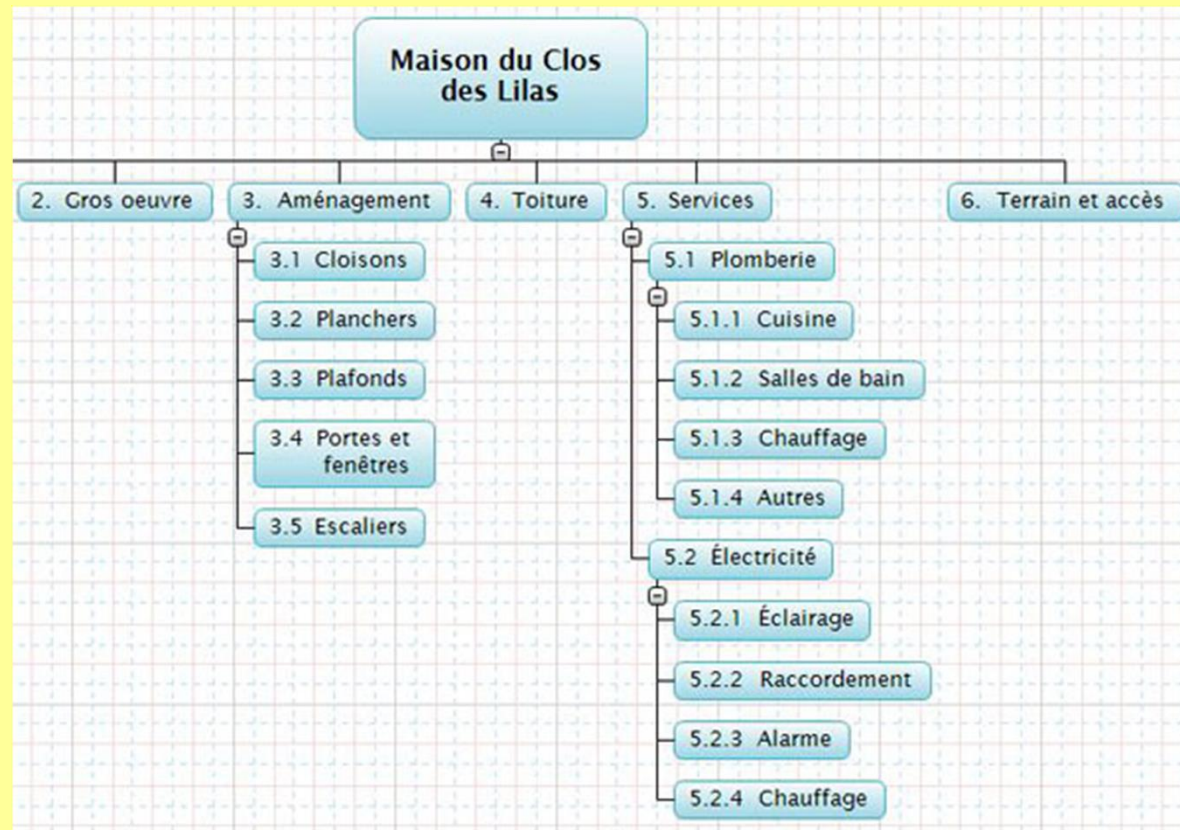 Maison du Clos
des Lilas
2. Gros oeuvre
3. Aménagement
4. Toiture
5. Services
6. Terrain et accès
3.1 Cloisons
3.2 Planchers
3.3 Plafonds
3.4 Portes et
fenêtres
3.5 Escaliers
5.1 Plomberie
5.1.1 Cuisine
5.1.2 Salles de bain
5.1.3 Chauffage
5.1.4 Autres
5.2 Électricité
5.2.1 Éclairage
5.2.2 Raccordement
5.2.3 Alarme
5.2.4 Chauffage